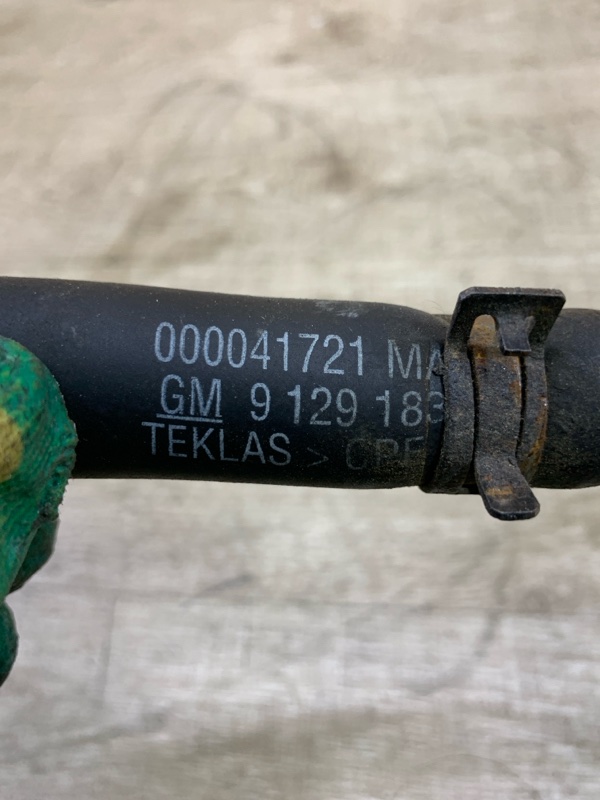 000041721 MA
GM 9 129 183
TEKLAS >